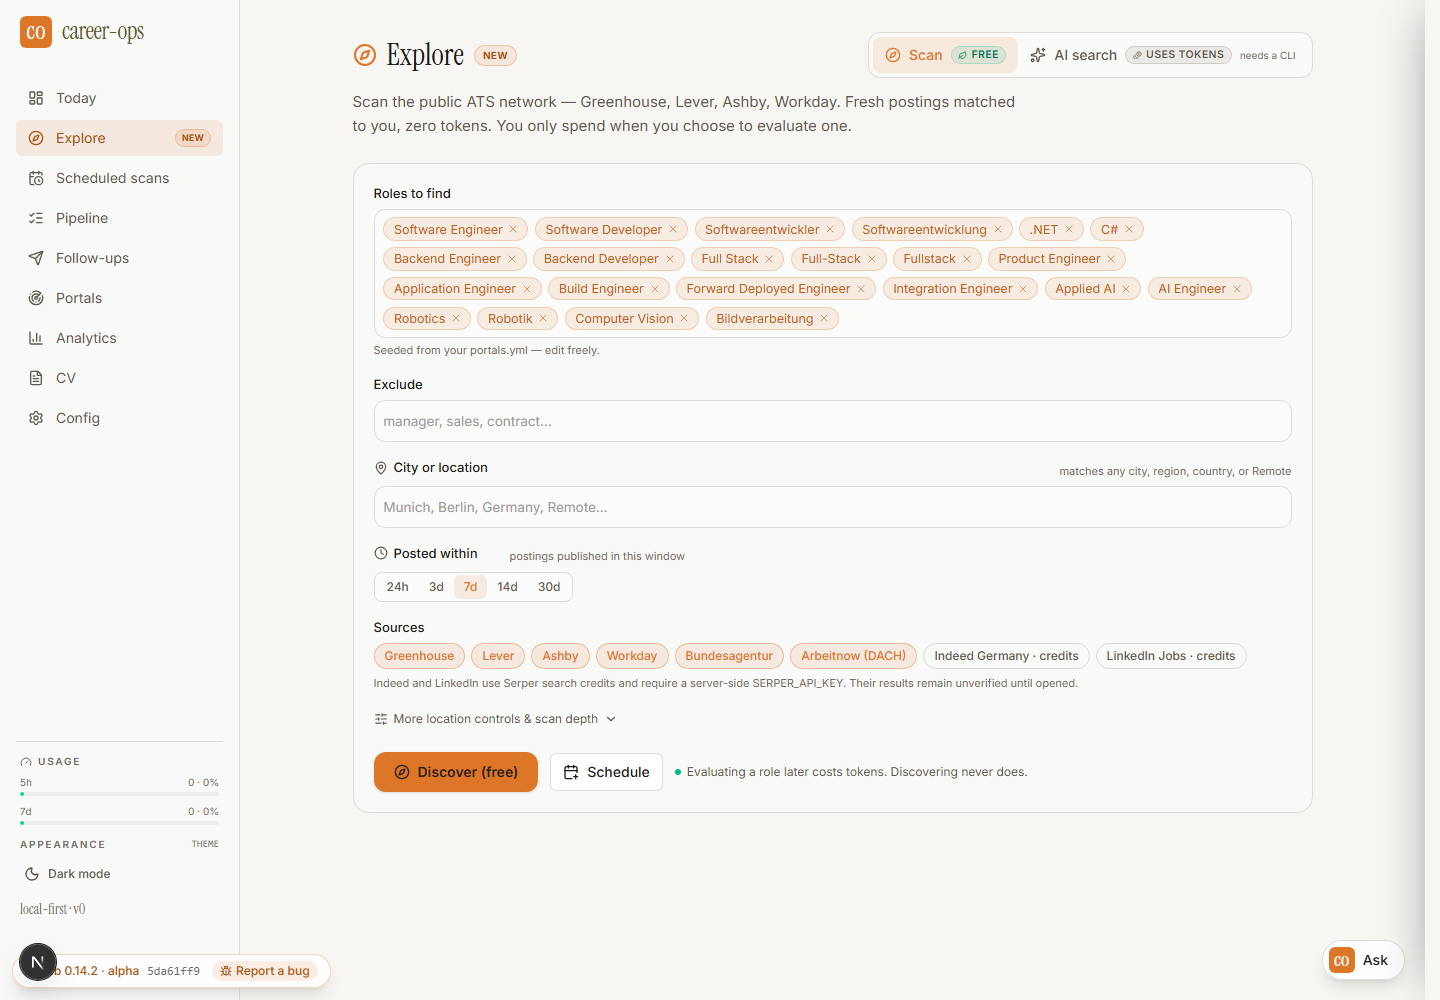 co career-ops
Today
Explore NEW
Scheduled scans
Pipeline
Follow-ups
Portals
Analytics
CV
Config
USAGE
5h 0 · 0%
7d 0 · 0%
APPEARANCE THEME
Dark mode
local-first · v0
N b 0.14.2 · alpha 5da61ff9 Report a bug
Explore NEW
Scan FREE AI search USES TOKENS needs a CLI
Scan the public ATS network — Greenhouse, Lever, Ashby, Workday. Fresh postings matched
to you, zero tokens. You only spend when you choose to evaluate one.
Roles to find
Software Engineer × Software Developer × Softwareentwickler × Softwareentwicklung × .NET × C# ×
Backend Engineer × Backend Developer × Full Stack × Full-Stack × Fullstack × Product Engineer ×
Application Engineer × Build Engineer × Forward Deployed Engineer × Integration Engineer × Applied AI × AI Engineer ×
Robotics × Robotik × Computer Vision × Bildverarbeitung ×
Seeded from your portals.yml — edit freely.
Exclude
manager, sales, contract...
City or location matches any city, region, country, or Remote
Munich, Berlin, Germany, Remote...
Posted within postings published in this window
24h 3d 7d 14d 30d
Sources
Greenhouse Lever Ashby Workday Bundesagentur Arbeitnow (DACH) Indeed Germany · credits LinkedIn Jobs · credits
Indeed and LinkedIn use Serper search credits and require a server-side SERPER_API_KEY. Their results remain unverified until opened.
More location controls & scan depth
Discover (free) Schedule Evaluating a role later costs tokens. Discovering never does.
co Ask